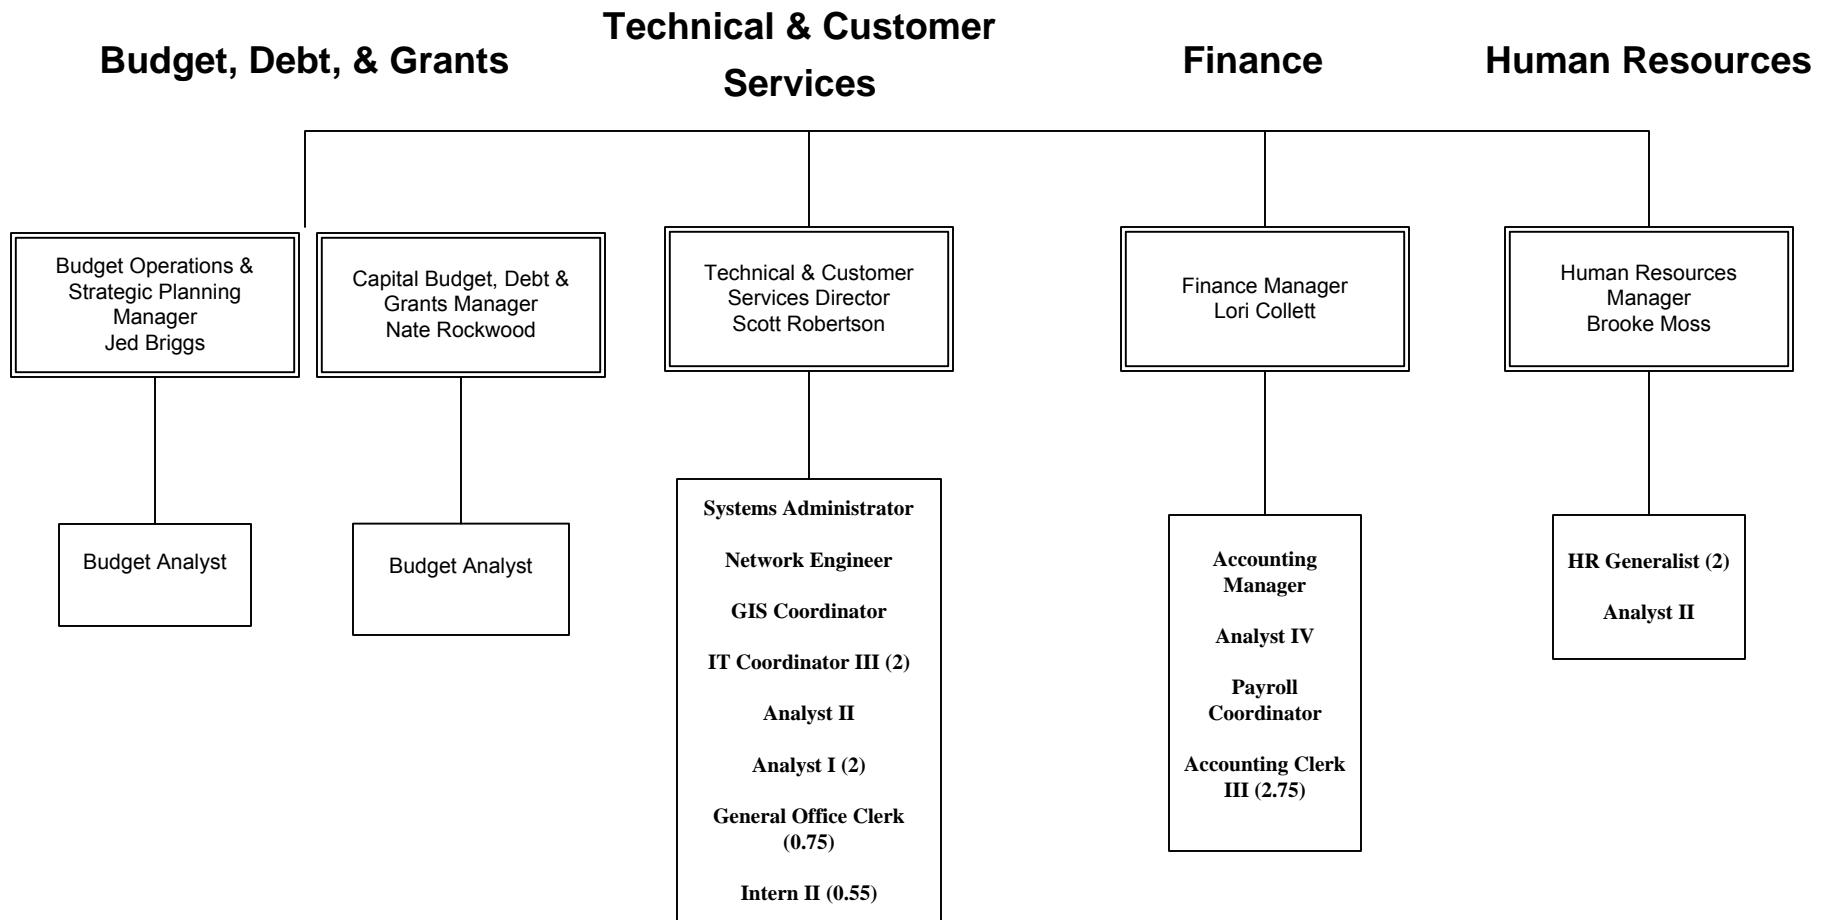 Budget, Debt, & Grants
Technical & Customer
Services
Finance
Human Resources
Budget Operations &
Strategic Planning
Manager
Jed Briggs
Capital Budget, Debt &
Grants Manager
Nate Rockwood
Technical & Customer
Services Director
Scott Robertson
Finance Manager
Lori Collett
Human Resources
Manager
Brooke Moss
Budget Analyst
Budget Analyst
Systems Administrator
Network Engineer
GIS Coordinator
IT Coordinator III (2)
Analyst II
Analyst I (2)
General Office Clerk
(0.75)
Intern II (0.55)
Accounting
Manager
Analyst IV
Payroll
Coordinator
Accounting Clerk
III (2.75)
HR Generalist (2)
Analyst II